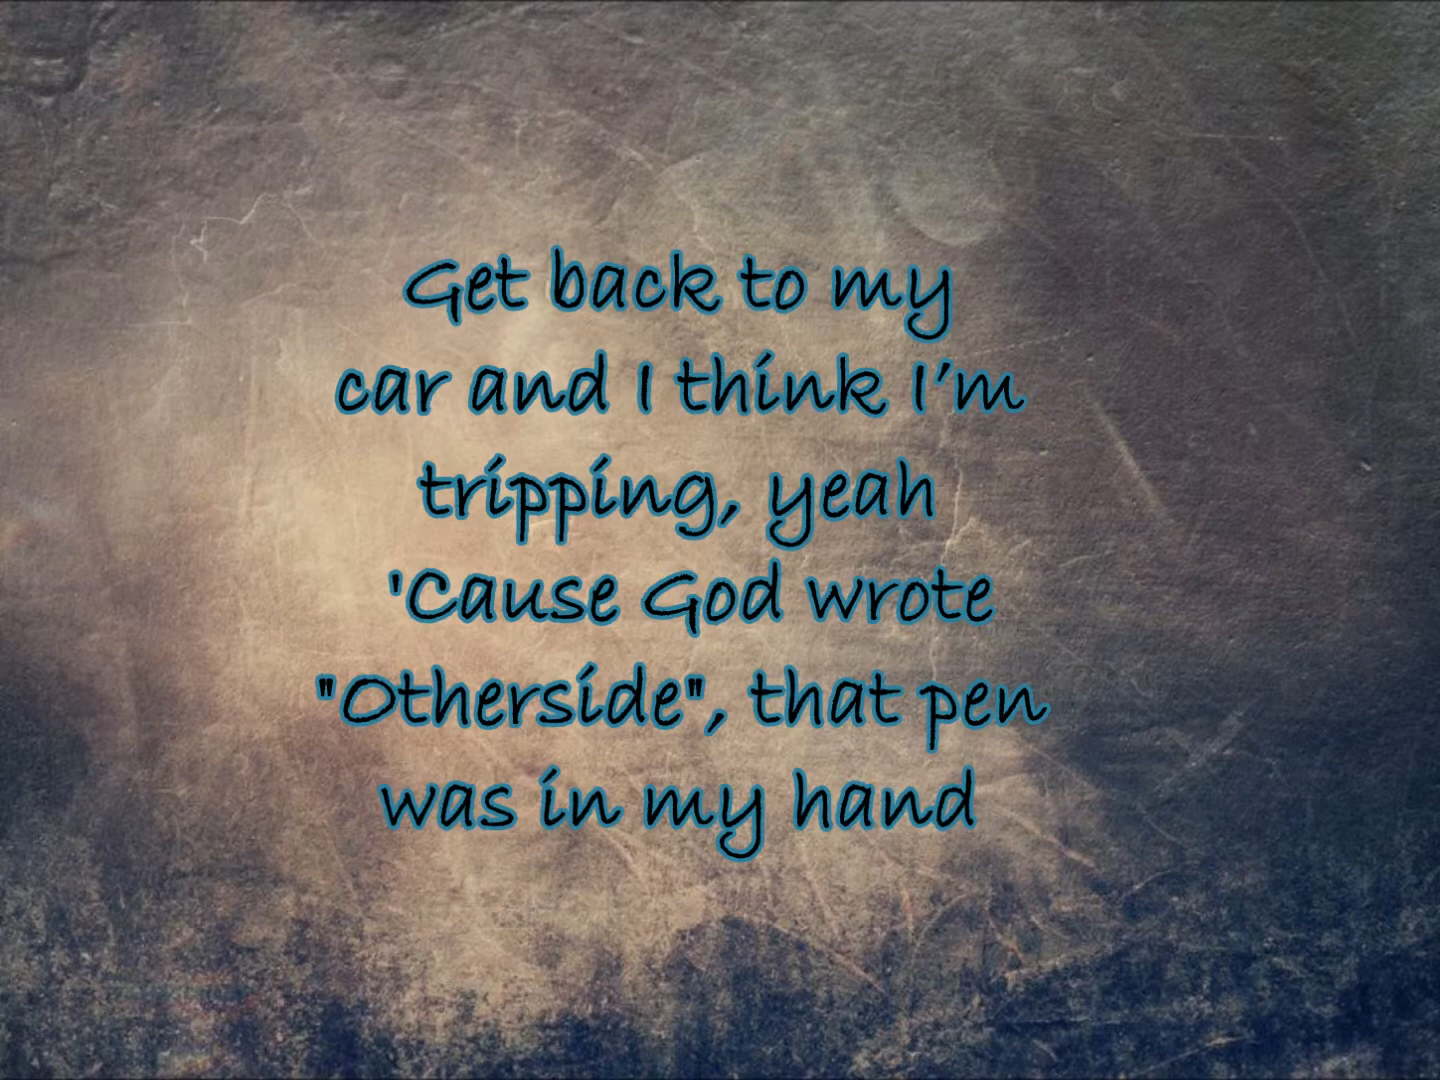 Get back to my
car and I think I’m
tripping, yeah
'Cause God wrote
"Otherside", that pen
was in my hand